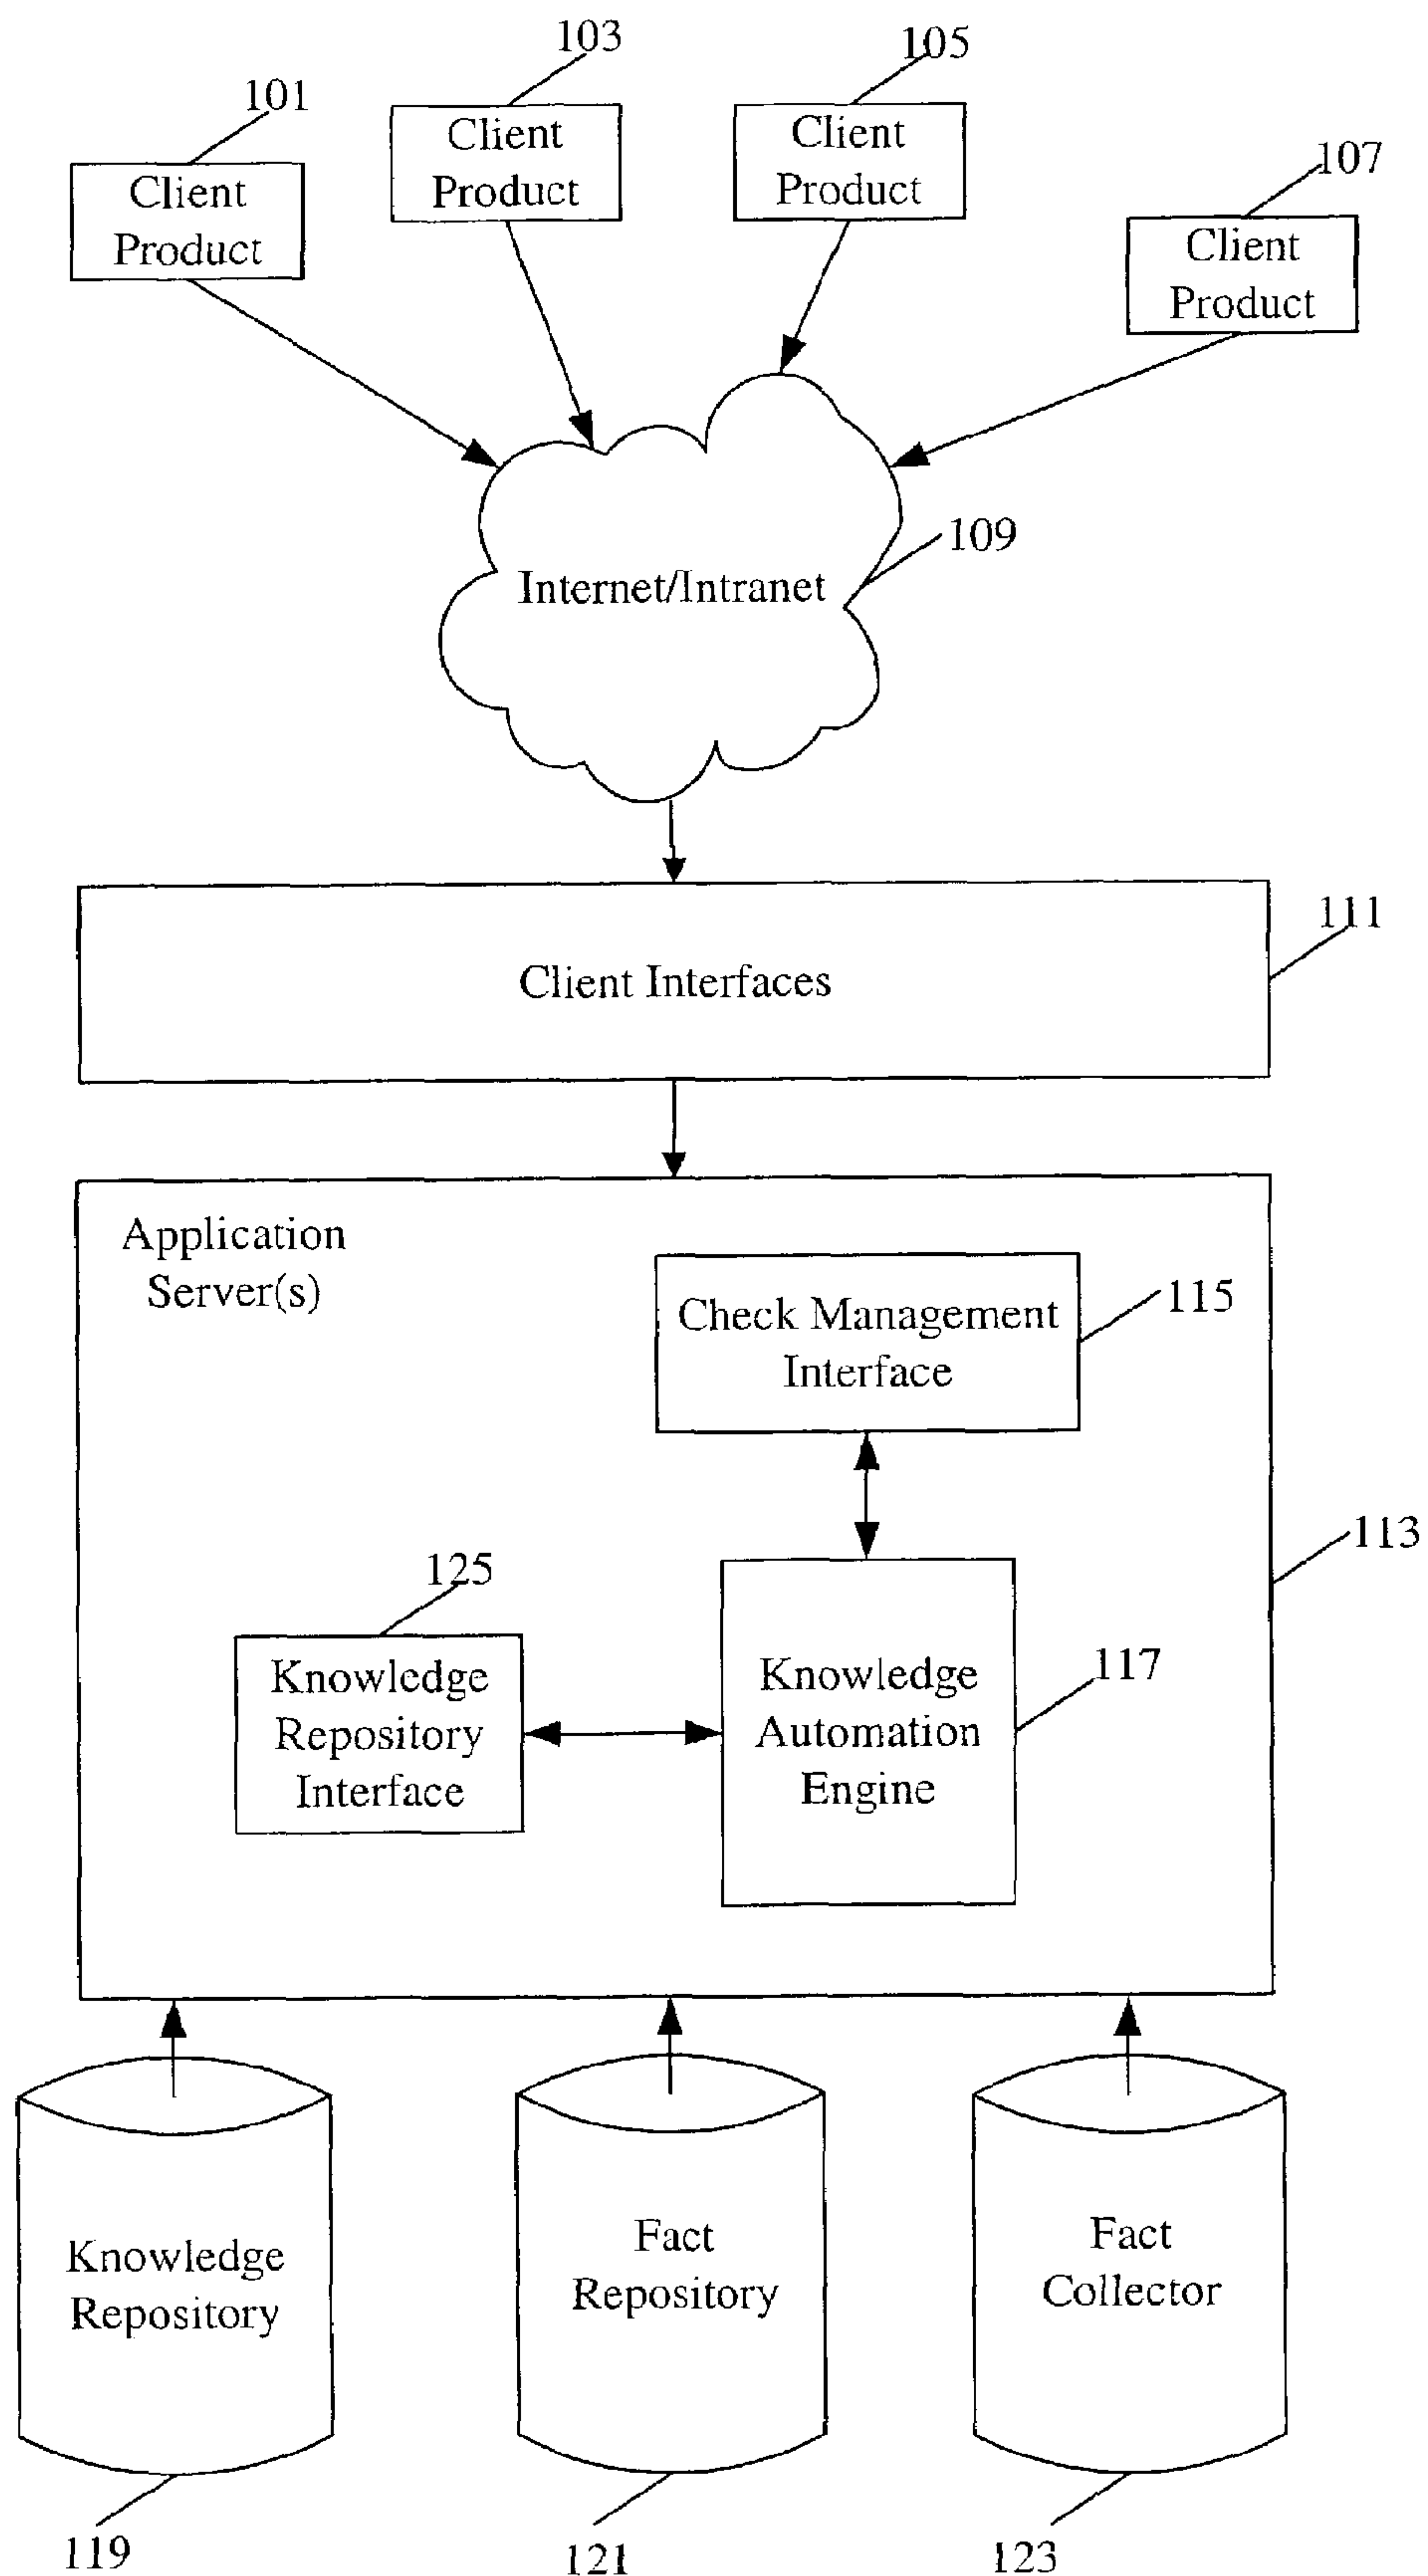 103
105
101
Client
Product
Client
Product
107
Client
Product
Client
Product
109
Internet/Intranet
111
Client Interfaces
Application
Server(s)
Check Management
Interface
115
113
125
Knowledge
Repository
Interface
Knowledge
Automation
Engine
117
Knowledge
Repository
Fact
Repository
Fact
Collector
119
121
123